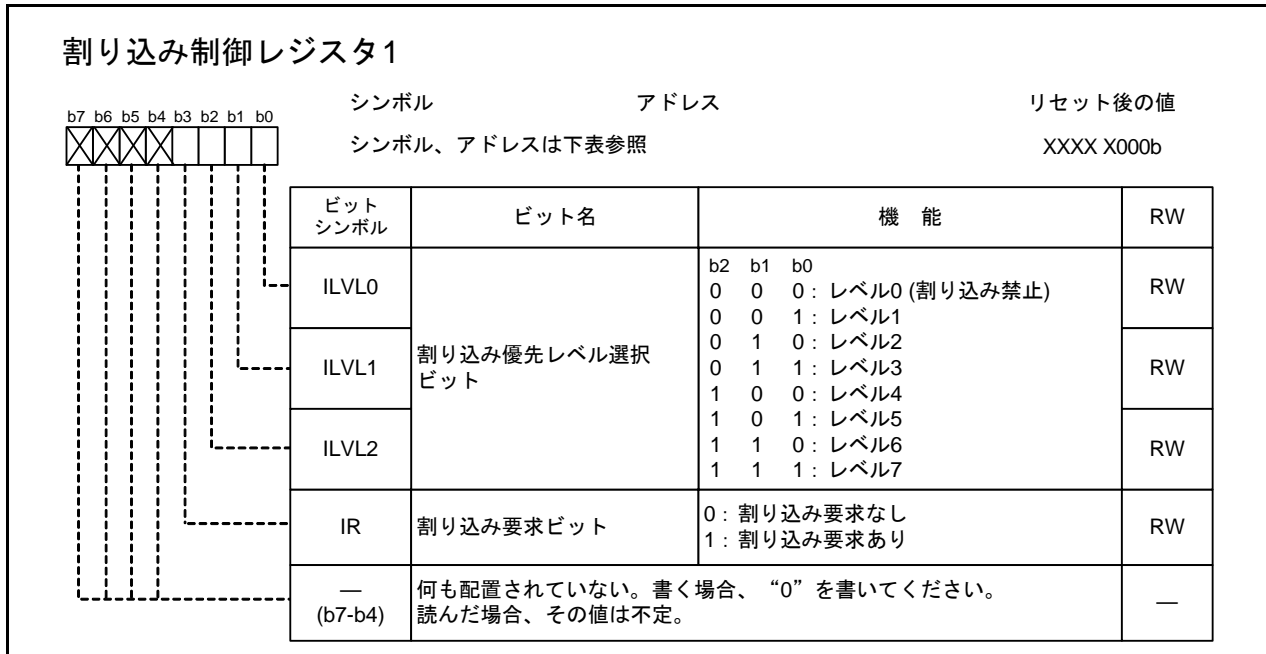 割り込み制御レジスタ1
シンボル アドレス リセット後の値
b7 b6 b5 b4 b3 b2 b1 b0
シンボル、アドレスは下表参照 XXXX X000b
ビット
シンボル
ビット名 機 能 RW
ILVL0
ILVL1
ILVL2
割り込み優先レベル選択
ビット
b2 b1 b0
0 0 0 : レベル0 (割り込み禁止)
0 0 1 : レベル1
0 1 0 : レベル2
0 1 1 : レベル3
1 0 0 : レベル4
1 0 1 : レベル5
1 1 0 : レベル6
1 1 1 : レベル7
RW
RW
RW
IR 割り込み要求ビット
0 : 割り込み要求なし
1 : 割り込み要求あり
RW
—
(b7-b4)
何も配置されていない。書く場合、“0”を書いてください。
読んだ場合、その値は不定。
—